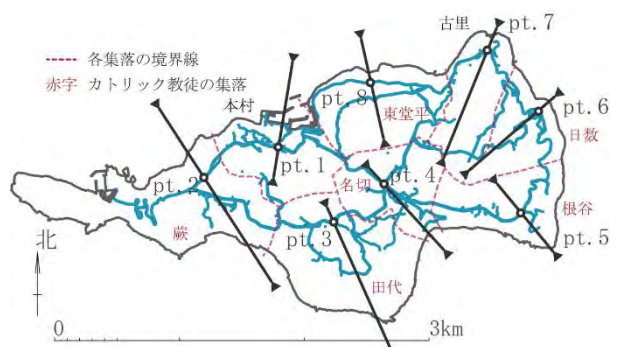 古里
pt.7
各集落の境界線
赤字 カトリック教徒の集落
本村
pt.8
東堂平
pt.6
日数
pt.1
pt.2
名切
pt.4
根谷
蕨
pt.3
pt.5
北
田代
0
3km